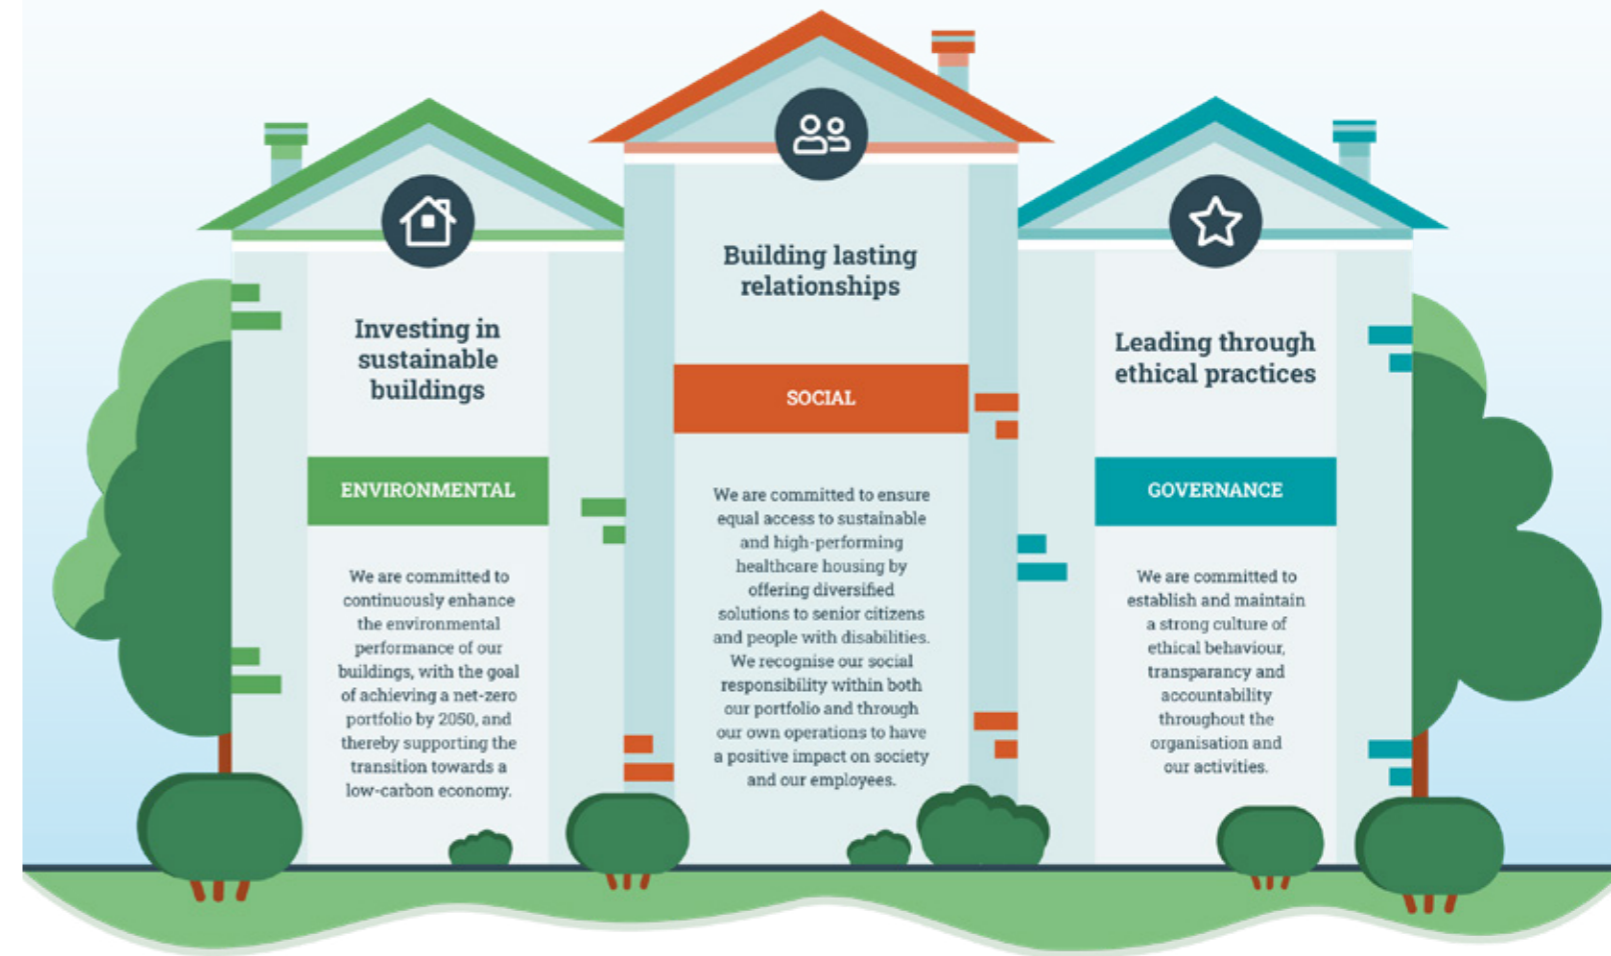 Investing in
sustainable
buildings
ENVIRONMENTAL
We are committed to
continuously enhance
the environmental
performance of our
buildings, with the goal
of achieving a net-zero
portfolio by 2050, and
thereby supporting the
transition towards a
low-carbon economy.
Building lasting
relationships
SOCIAL
We are committed to ensure
equal access to sustainable
and high-performing
healthcare housing by
offering diversified
solutions to senior citizens
and people with disabilities.
We recognise our social
responsibility within both
our portfolio and through
our own operations to have
a positive impact on society
and our employees.
Leading through
ethical practices
GOVERNANCE
We are committed to
establish and maintain
a strong culture of
ethical behaviour,
transparancy and
accountability
throughout the
organisation and
our activities.